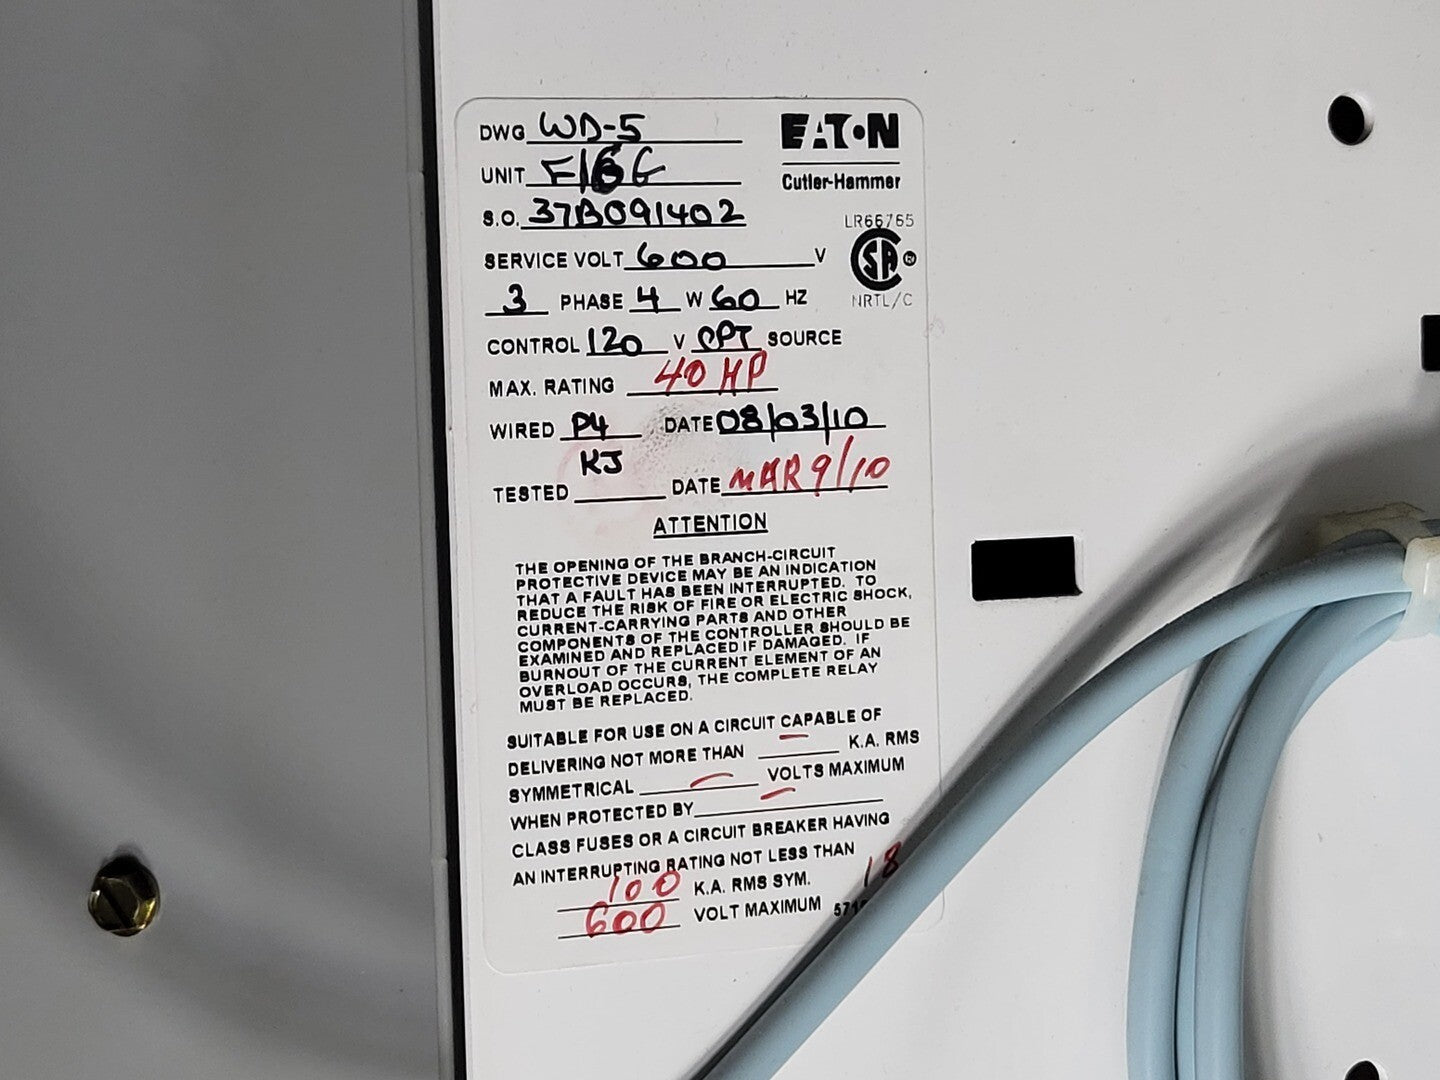 DWG WD-5
EATON
UNIT F16G
Cutler-Hammer
S.O. 37B091402
LR66765
SERVICE VOLT 600 V
SA
3 PHASE 4 W 60 HZ
NRTL/C
CONTROL 120 V CPT SOURCE
MAX. RATING 40 HP
WIRED P4 DATE 08/03/10
KJ
TESTED DATE MAR 9/10
ATTENTION
THE OPENING OF THE BRANCH-CIRCUIT
PROTECTIVE DEVICE MAY BE AN INDICATION
THAT A FAULT HAS BEEN INTERRUPTED. TO
REDUCE THE RISK OF FIRE OR ELECTRIC SHOCK,
CURRENT-CARRYING PARTS AND OTHER
COMPONENTS OF THE CONTROLLER SHOULD BE
EXAMINED AND REPLACED IF DAMAGED. IF
BURNOUT OF THE CURRENT ELEMENT OF AN
OVERLOAD OCCURS, THE COMPLETE RELAY
MUST BE REPLACED.
SUITABLE FOR USE ON A CIRCUIT CAPABLE OF
DELIVERING NOT MORE THAN — K.A. RMS
SYMMETRICAL — VOLTS MAXIMUM
WHEN PROTECTED BY —
CLASS FUSES OR A CIRCUIT BREAKER HAVING
AN INTERRUPTING RATING NOT LESS THAN
100 K.A. RMS SYM. 18
600 VOLT MAXIMUM